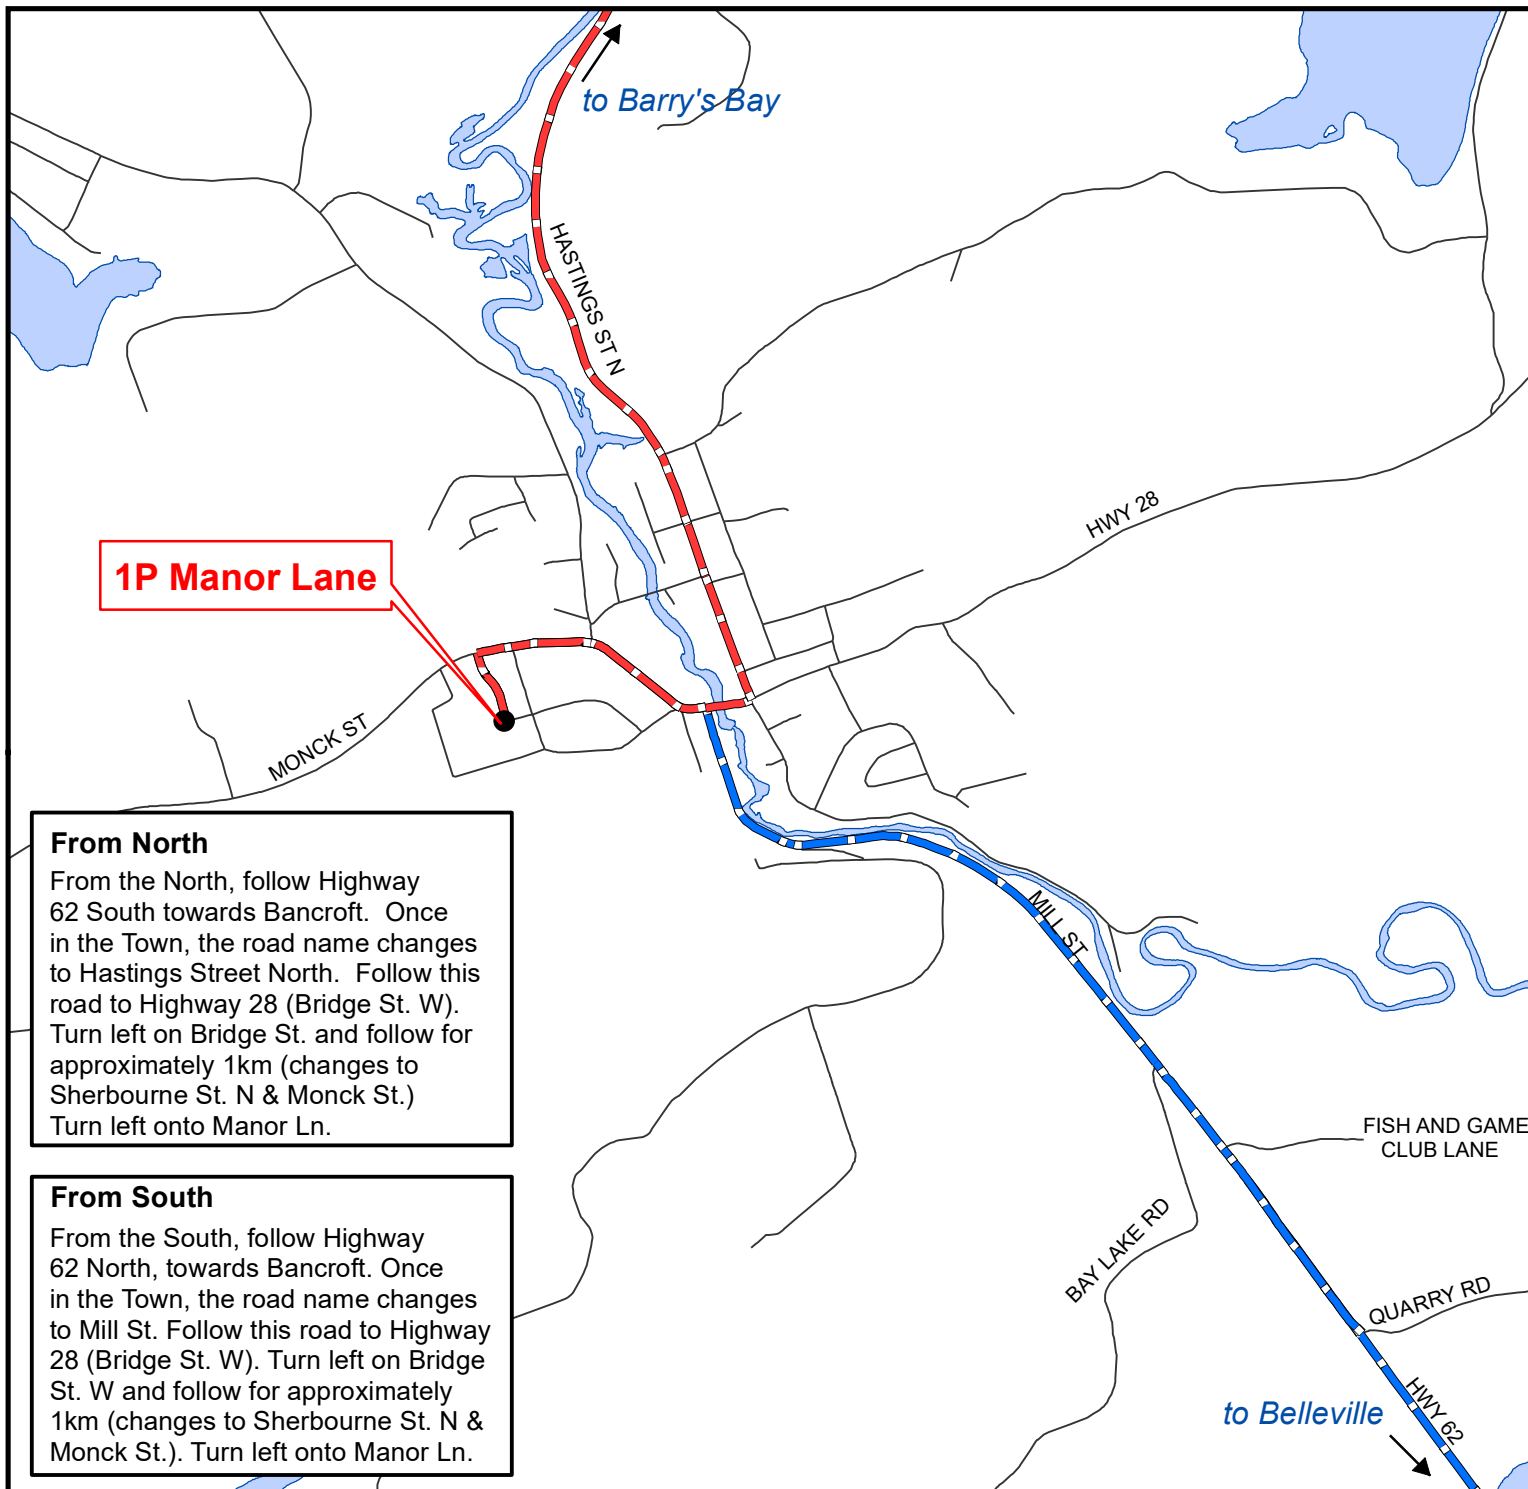 to Barry's Bay
HASTINGS ST N
HWY 28
1P Manor Lane
MONCK ST
From North
From the North, follow Highway
62 South towards Bancroft.  Once
in the Town, the road name changes
to Hastings Street North.  Follow this
road to Highway 28 (Bridge St. W).
Turn left on Bridge St. and follow for
approximately 1km (changes to
Sherbourne St. N & Monck St.)
Turn left onto Manor Ln.
MILL ST
FISH AND GAME
CLUB LANE
BAY LAKE RD
QUARRY RD
From South
From the South, follow Highway
62 North, towards Bancroft. Once
in the Town, the road name changes
to Mill St. Follow this road to Highway
28 (Bridge St. W). Turn left on Bridge
St. W and follow for approximately
1km (changes to Sherbourne St. N &
Monck St.). Turn left onto Manor Ln.
HWY 62
to Belleville